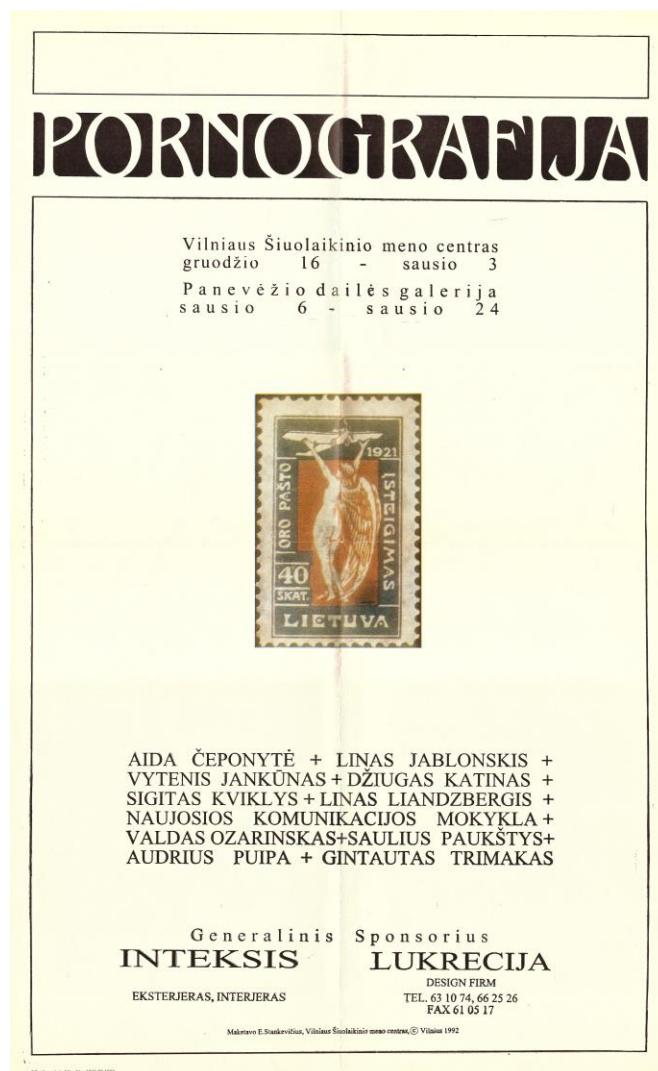 PORNOGRAFIJA
Vilniaus Šiuolaikinio meno centras
gruodžio 16 - sausio 3
Panevėžio dailės galerija
sausio 6 - sausio 24
1921
ORO PAŠTO
ĮSTEIGIMAS
40
SKAT.
LIETUVA
AIDA ČEPONYTĖ + LINAS JABLONSKIS +
VYTENIS JANKŪNAS + DŽIUGAS KATINAS +
SIGITAS KVIKLYS + LINAS LIANDZBERGIS +
NAUJOSIOS KOMUNIKACIJOS MOKYKLA +
VALDAS OZARINSKAS+SAULIUS PAUKŠTYS+
AUDRIUS PUIPA + GINTAUTAS TRIMAKAS
Generalinis Sponsorius
INTEKSIS LUKRECIJA
DESIGN FIRM
EKSTERJERAS, INTERJERAS
TEL. 63 10 74, 66 25 26
FAX 61 05 17
Maketavo E.Stankevičius, Vilniaus Šiuolaikinio meno centras, © Vilnius 1992